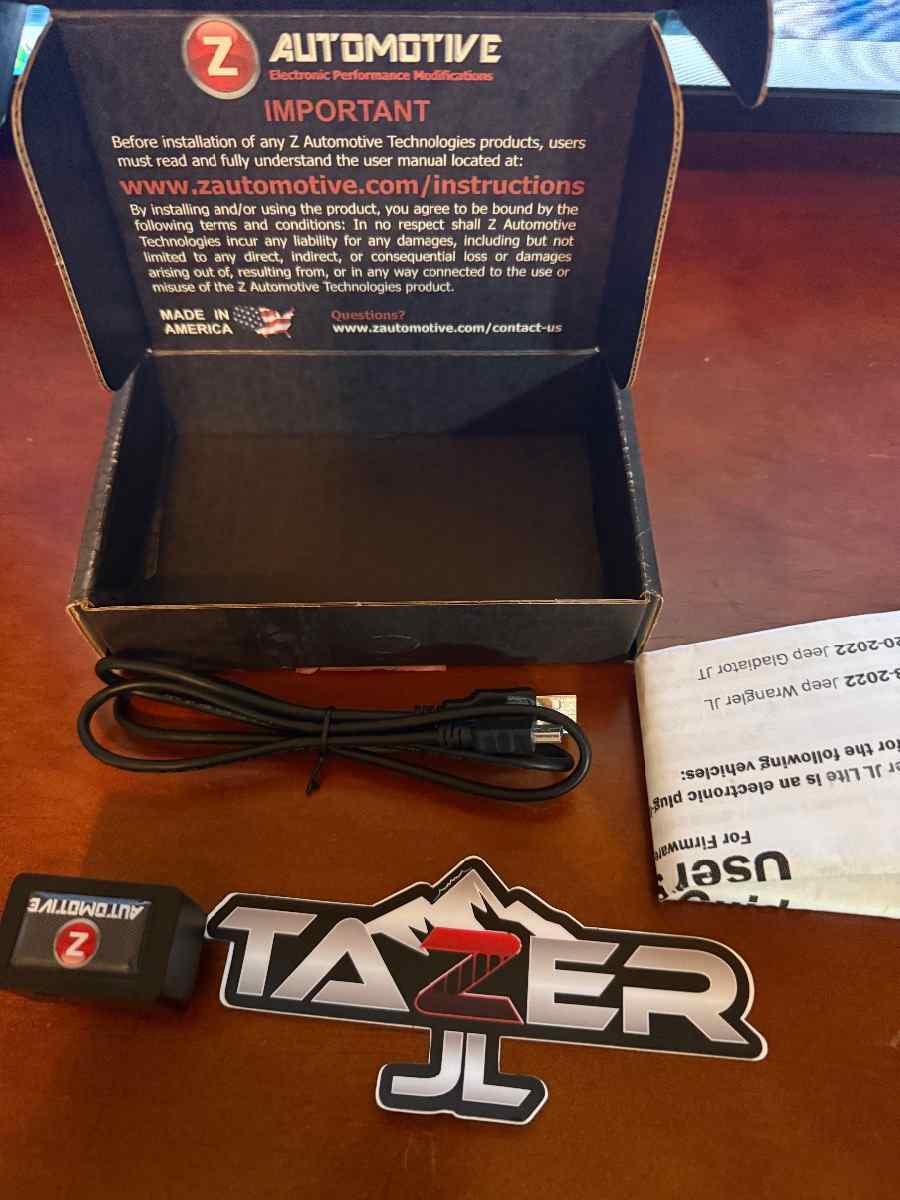 Z AUTOMOTIVE
Electronic Performance Modifications
IMPORTANT
Before installation of any Z Automotive Technologies products, users
must read and fully understand the user manual located at:
www.zautomotive.com/instructions
By installing and/or using the product, you agree to be bound by the
following terms and conditions: In no respect shall Z Automotive
Technologies incur any liability for any damages, including but not
limited to any direct, indirect, or consequential loss or damages
arising out of, resulting from, or in any way connected to the use or
misuse of the Z Automotive Technologies product.
MADE IN
AMERICA
Questions?
www.zautomotive.com/contact-us
User
For Firmware
JL Lite is an electronic
for the following vehicles:
2022 Jeep Wrangler JL
2022 Jeep Gladiator JT
Z
AUTOMOTIVE
TAZER
JL